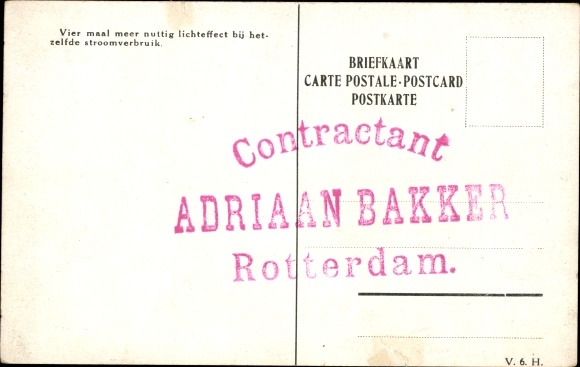 Vier maal meer nuttig lichteffect bij het-
zelfde stroomverbruik.
BRIEFKAART
CARTE POSTALE-POSTCARD
POSTKARTE
Contractant
ADRIAAN BAKKER
Rotterdam.
V. 6. H.